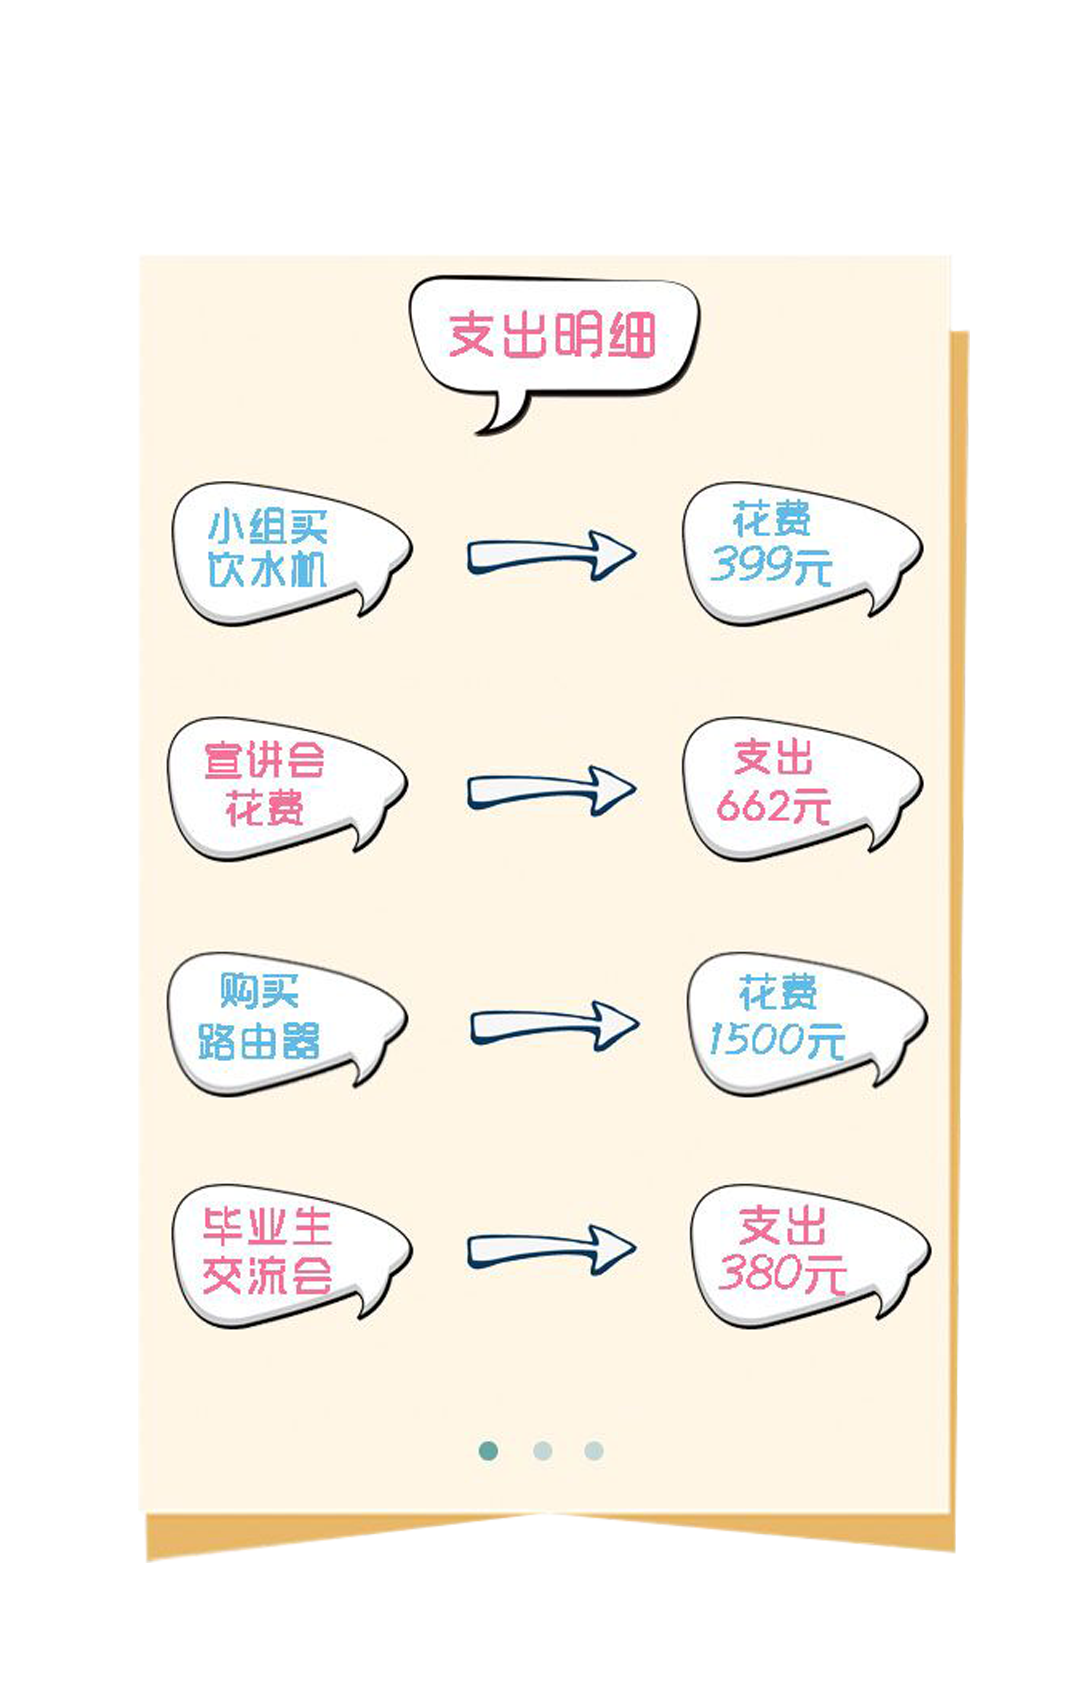 支出明细
小组买
饮水机
花费
399元
宣讲会
花费
支出
662元
购买
路由器
花费
1500元
毕业生
交流会
支出
380元